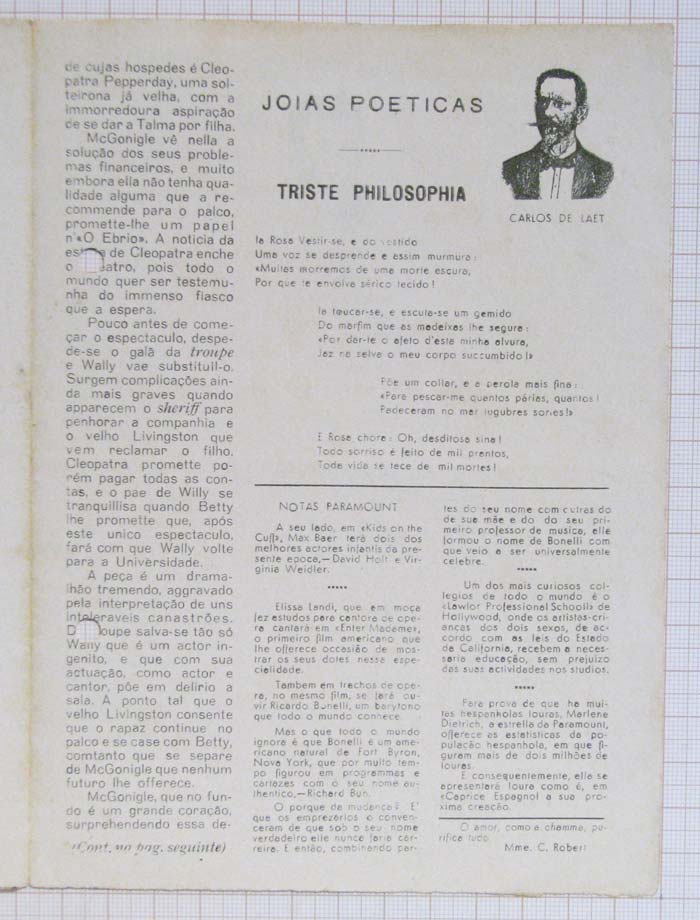 de cujas hospedes é Cleo-
patra Pepperday, uma sol-
teirona já velha, com a
immorredoura aspiração
de se dar a Talma por filha.
McGonigle vê nella a
solução dos seus proble-
mas financeiros, e muito
embora ella não tenha qua-
lidade alguma que a re-
commende para o palco,
promette-lhe um papel
n'«O Ebrio». A noticia da
de Cleopatra enche
o pois todo o
mundo quer ser testemu-
nha do immenso fiasco
que a espera.
Pouco antes de come-
çar o espectaculo, despe-
de-se o galã da troupe
e Wally vae substituil-o.
Surgem complicações ain-
da mais graves quando
apparecem o sheriff para
penhorar a companhia e
o velho Livingston que
vem reclamar o filho.
Cleopatra promette po-
rém pagar todas as con-
tas, e o pae de Willy se
tranquillisa quando Betty
lhe promette que, após
este unico espectaculo,
fará com que Wally volte
para a Universidade.
A peça é um drama-
lhão tremendo, aggravado
pela interpretação de uns
intoleraveis canastrões.
salva-se tão só
Wally que é um actor in-
genito, e que com sua
actuação, como actor e
cantor, põe em delirio a
sala. A ponto tal que o
velho Livingston consente
que o rapaz continue no
palco e se case com Betty,
comtanto que se separe
de McGonigle que nenhum
futuro lhe offerece.
McGonigle, que no fun-
do é um grande coração,
surprehendendo essa de-
(Cont. no pag. seguinte)
JOIAS POETICAS
TRISTE PHILOSOPHIA
CARLOS DE LAET
Ia Rosa Vestir-se, e do vestido
Uma voz se desprende e assim murmura:
«Muitas morremos de uma morte escura,
Por que te envolva sérico tecido!
Ia toucar-se, e escuta-se um gemido
Do marfim que as madeixas lhe segura:
«Por dar-te o afeto d'esta minha alvura,
Jaz na selva o meu corpo succumbido!»
Põe um collar, e a perola mais fina:
«Para pescar-me quantos párias, quantos!
Padeceram no mar lugubres sortes!»
E Rosa chora: Oh, desditosa sina!
Todo sorriso é feito de mil prantos,
Toda vida se tece de mil mortes!
NOTAS PARAMOUNT
A seu lado, em «Kids on the
Cuff», Max Baer terá dois dos
melhores actores infantis da pre-
sente epoca,—David Holt e Vir-
ginia Weidler.
Elissa Landi, que em moça
fez estudos para cantora de ope-
ra cantará em «Enter Madame»,
o primeiro film americano que
lhe offerece occasião de mos-
trar os seus dotes nessa espe-
cialidade.
Tambem em trechos de ope-
ra, no mesmo film, se fará ou-
vir Ricardo Bonelli, um barytono
que todo o mundo conhece.
Mas o que todo o mundo
ignora é que Bonelli é um ame-
ricano natural de Fort Byron,
Nova York, que por muito tem-
po figurou em programmas e
cartazes com o seu nome au-
thentico,—Richard Bun.
O porque da mudança? E'
que os emprezarios o conven-
ceram de que sob o seu nome
verdadeiro elle nunca faria car-
reira. E então, combinando par-
tes do seu nome com outras do
de sua mãe e do do seu pri-
meiro professor de musica, elle
formou o nome de Bonelli com
que veio a ser universalmente
celebre.
Um dos mais curiosos col-
legios de todo o mundo é o
«Lawlor Professional School» de
Hollywood, onde os artistas-crian-
ças dos dois sexos, de ac-
cordo com as leis do Estado
da California, recebem a neces-
saria educação, sem prejuizo
das suas actividades nos studios.
Para prova de que ha mui-
tas hespanholas louras, Marlene
Dietrich, a estrella da Paramount,
offerece as estatisticas da po-
pulação hespanhola, em que fi-
guram mais de dois milhões de
louras.
E consequentemente, ella se
apresentará loura como é, em
«Caprice Espagnol» a sua pro-
xima creação.
O amor, como a chamma, pu-
rifica tudo.
Mme. C. Robert